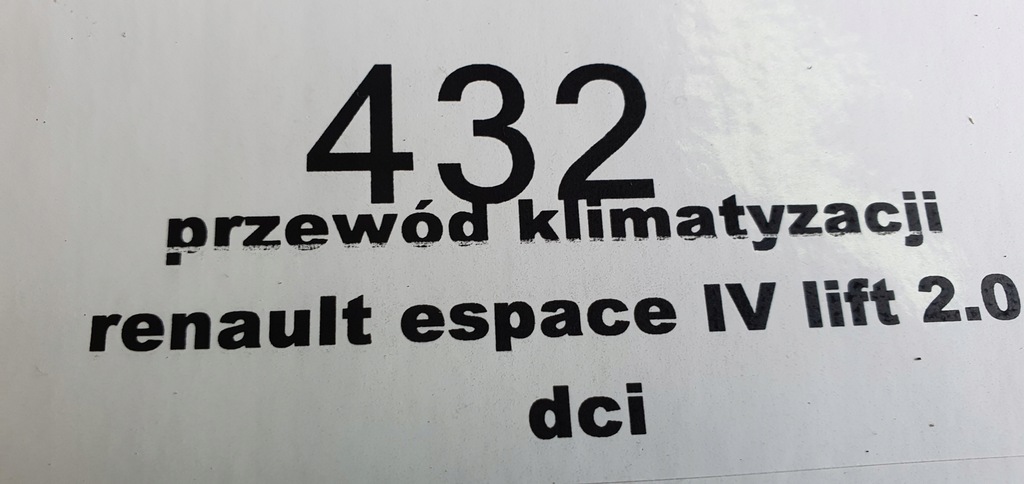 432
przewód klimatyzacji
renault espace IV lift 2.0
dci